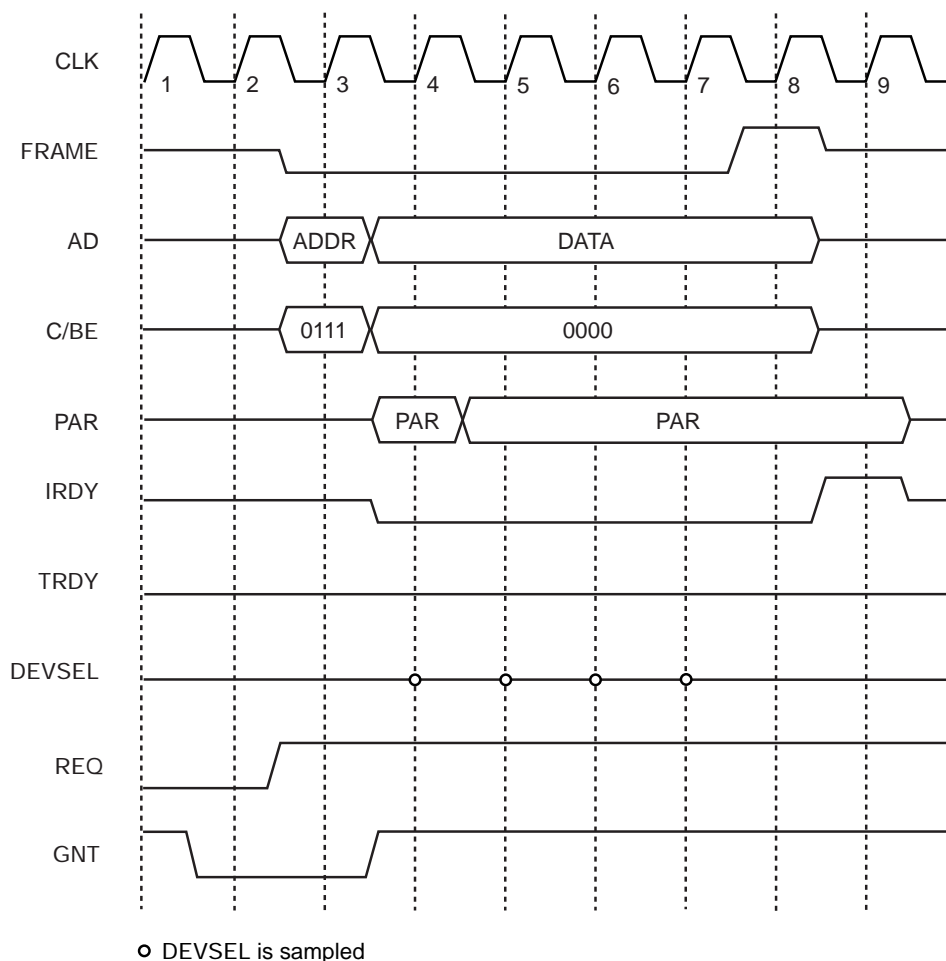 CLK
1 2 3 4 5 6 7 8 9
FRAME
AD ADDR DATA
C/BE 0111 0000
PAR PAR PAR
IRDY
TRDY
DEVSEL
REQ
GNT
DEVSEL is sampled